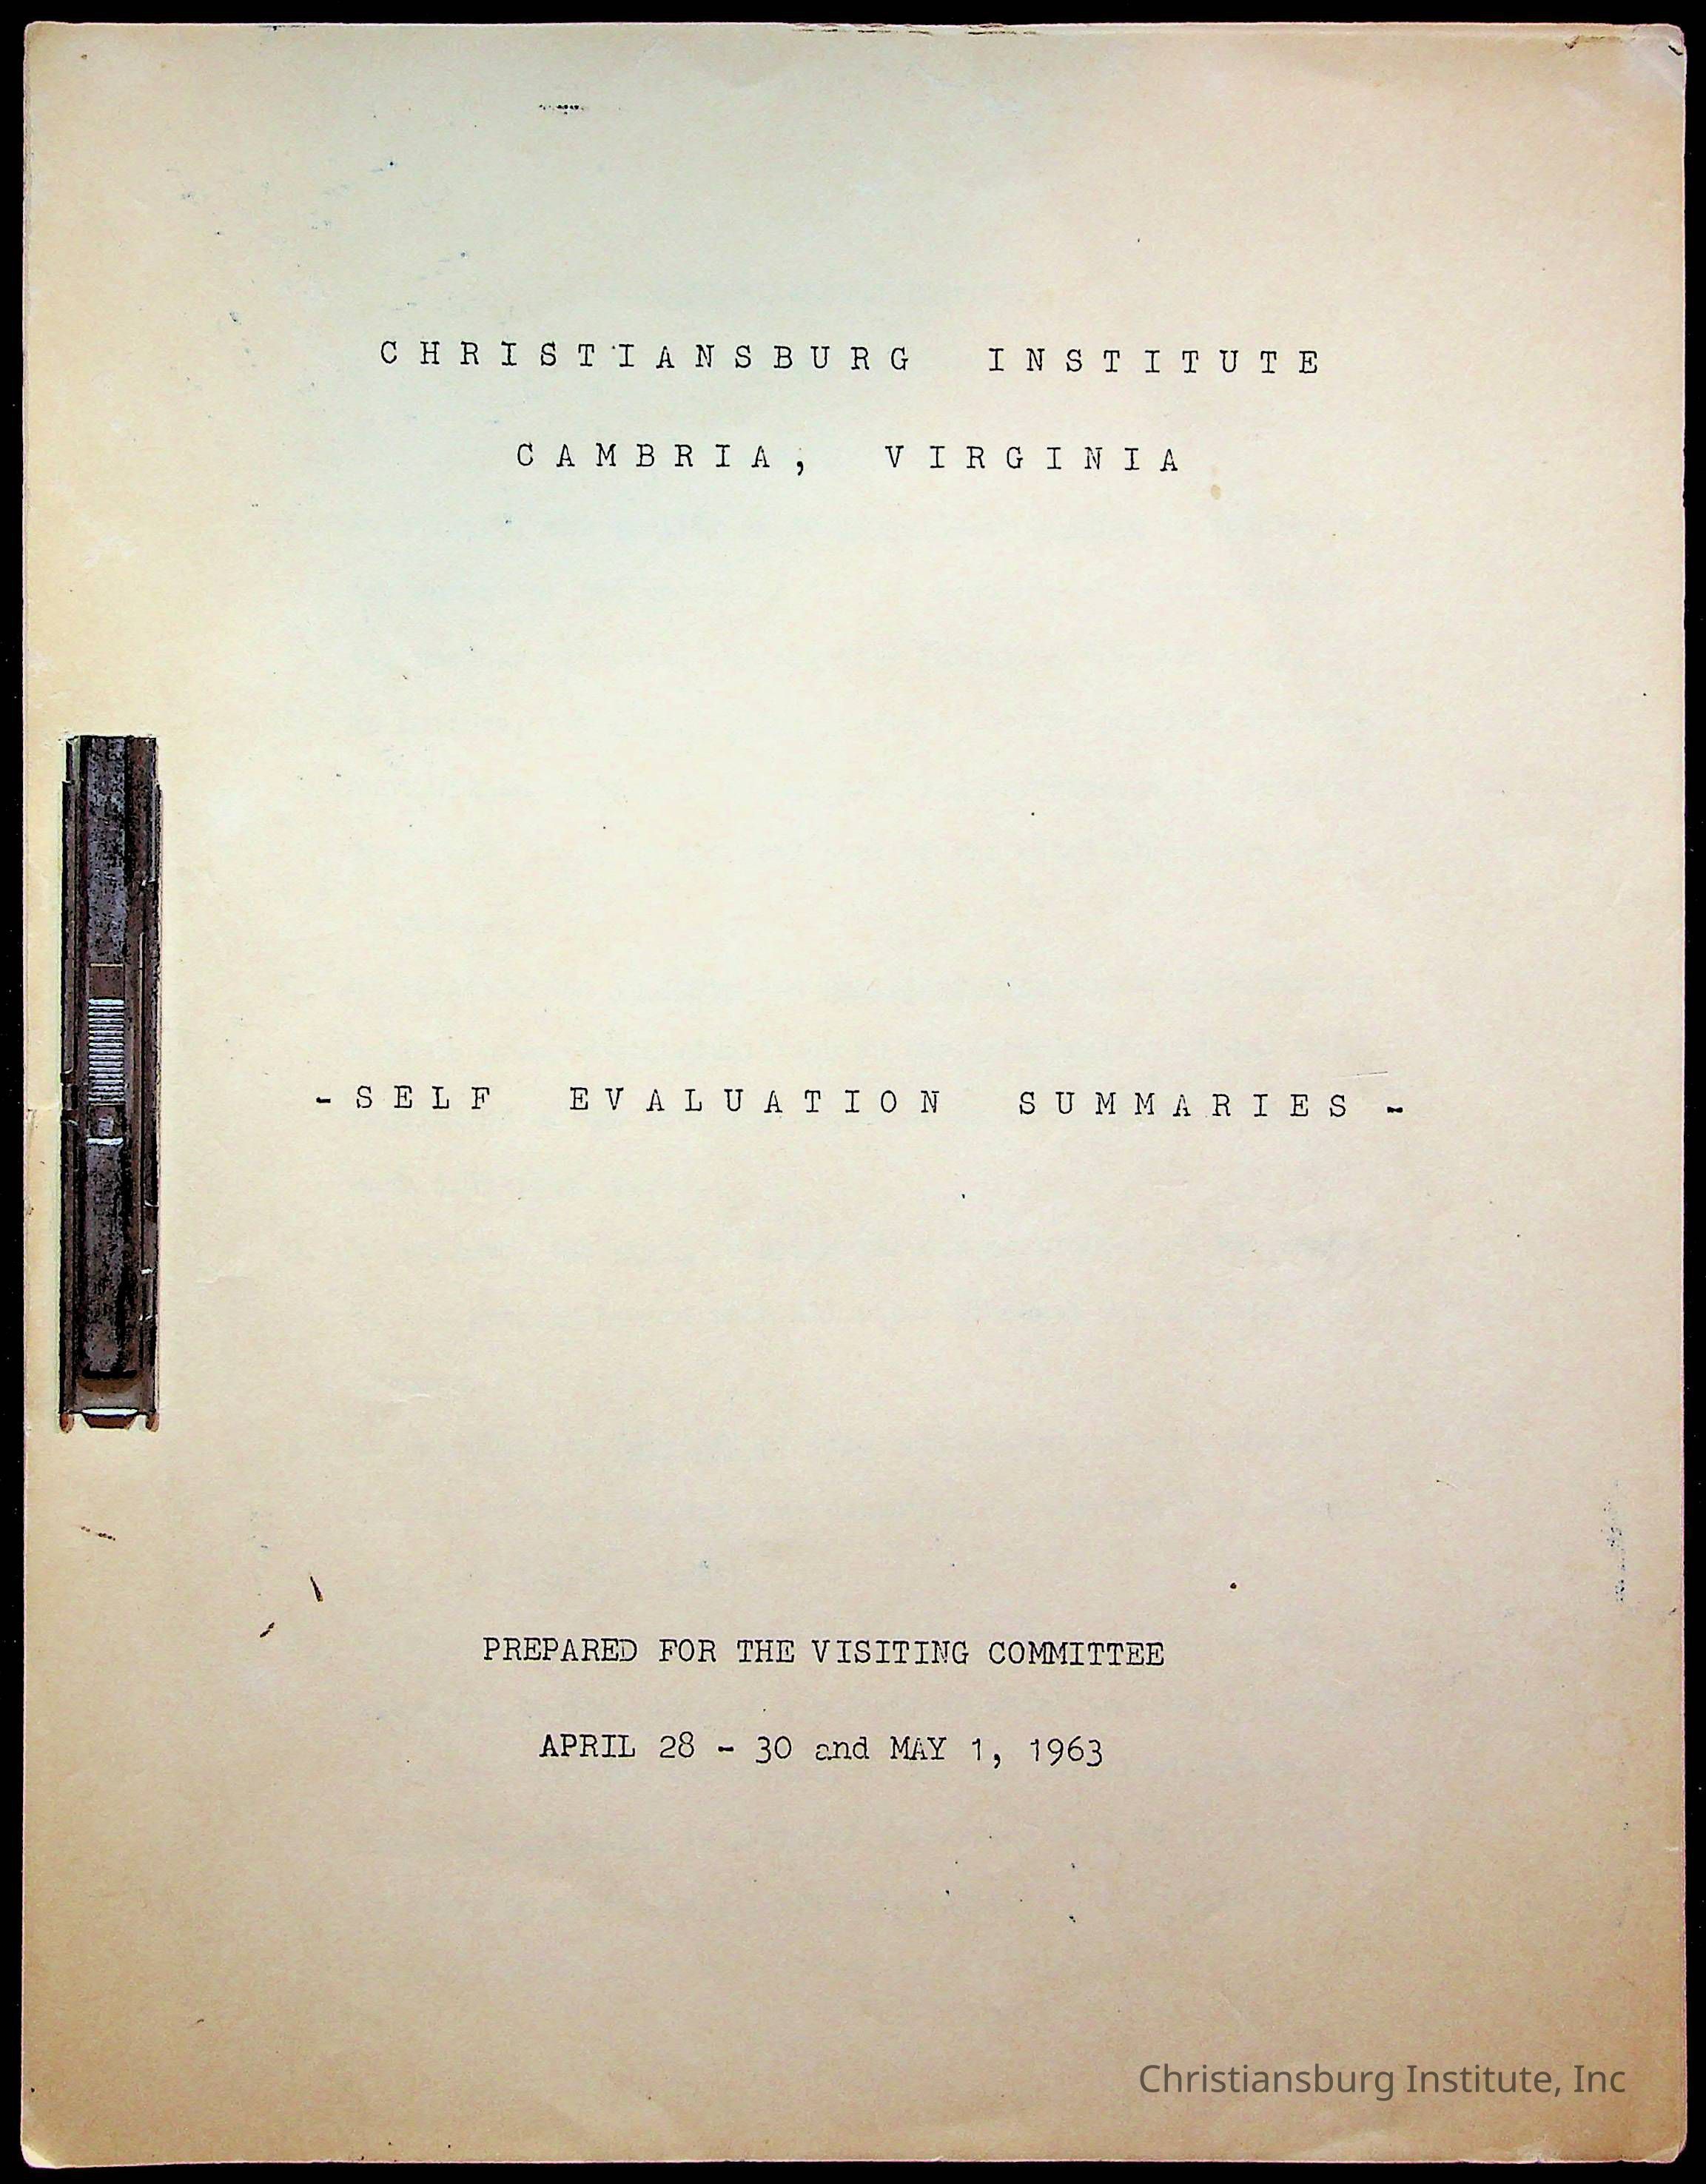 CHRISTIANSBURG INSTITUTE
CAMBRIA, VIRGINIA
-SELF EVALUATION SUMMARIES-
PREPARED FOR THE VISITING COMMITTEE
APRIL 28 - 30 and MAY 1, 1963
Christiansburg Institute, Inc